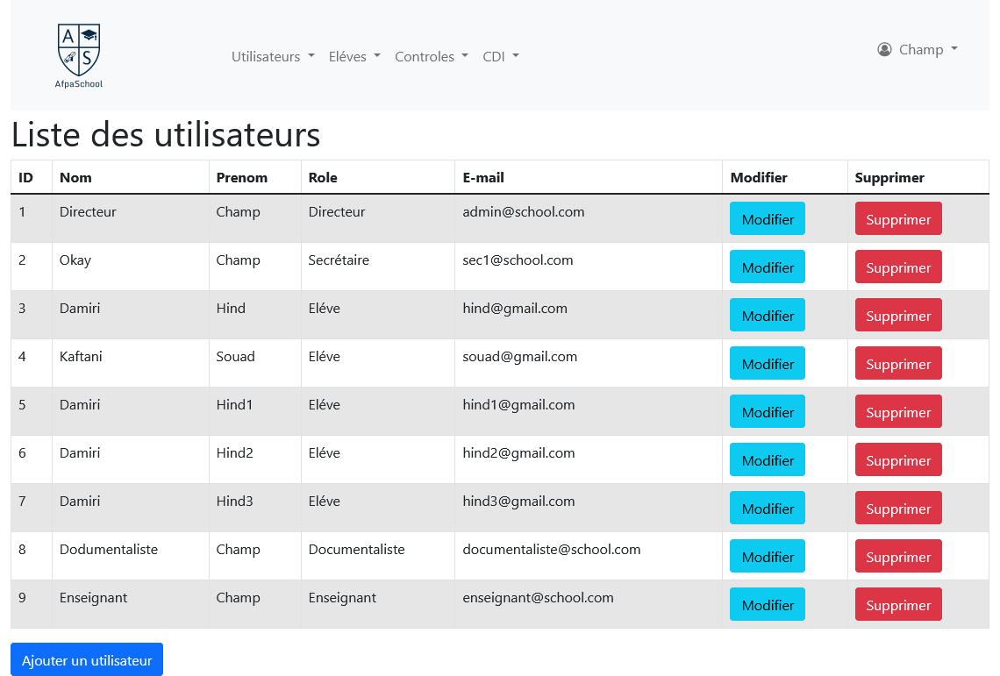 A
S
AfpaSchool
Utilisateurs Eléves Controles CDI Champ
Liste des utilisateurs
ID Nom Prenom Role E-mail Modifier Supprimer
1 Directeur Champ Directeur admin@school.com Modifier Supprimer
2 Okay Champ Secrétaire sec1@school.com Modifier Supprimer
3 Damiri Hind Eléve hind@gmail.com Modifier Supprimer
4 Kaftani Souad Eléve souad@gmail.com Modifier Supprimer
5 Damiri Hind1 Eléve hind1@gmail.com Modifier Supprimer
6 Damiri Hind2 Eléve hind2@gmail.com Modifier Supprimer
7 Damiri Hind3 Eléve hind3@gmail.com Modifier Supprimer
8 Dodumentaliste Champ Documentaliste documentaliste@school.com Modifier Supprimer
9 Enseignant Champ Enseignant enseignant@school.com Modifier Supprimer
Ajouter un utilisateur